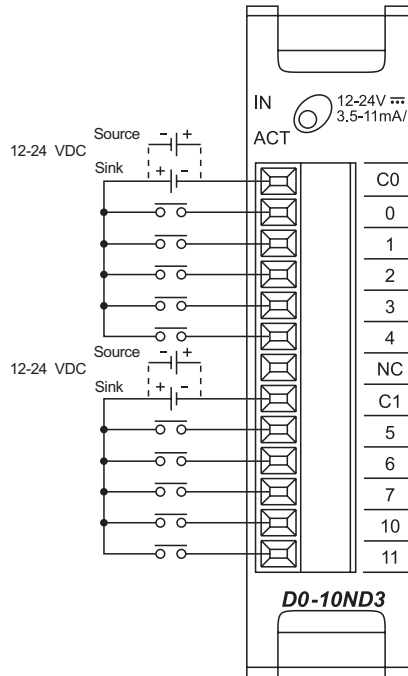 IN
12-24V ⎓
3.5-11mA/
ACT
Source
- +
12-24 VDC
Sink
+ -
C0
0
1
2
3
4
Source
- +
12-24 VDC
NC
Sink
+ -
C1
5
6
7
10
11
D0-10ND3